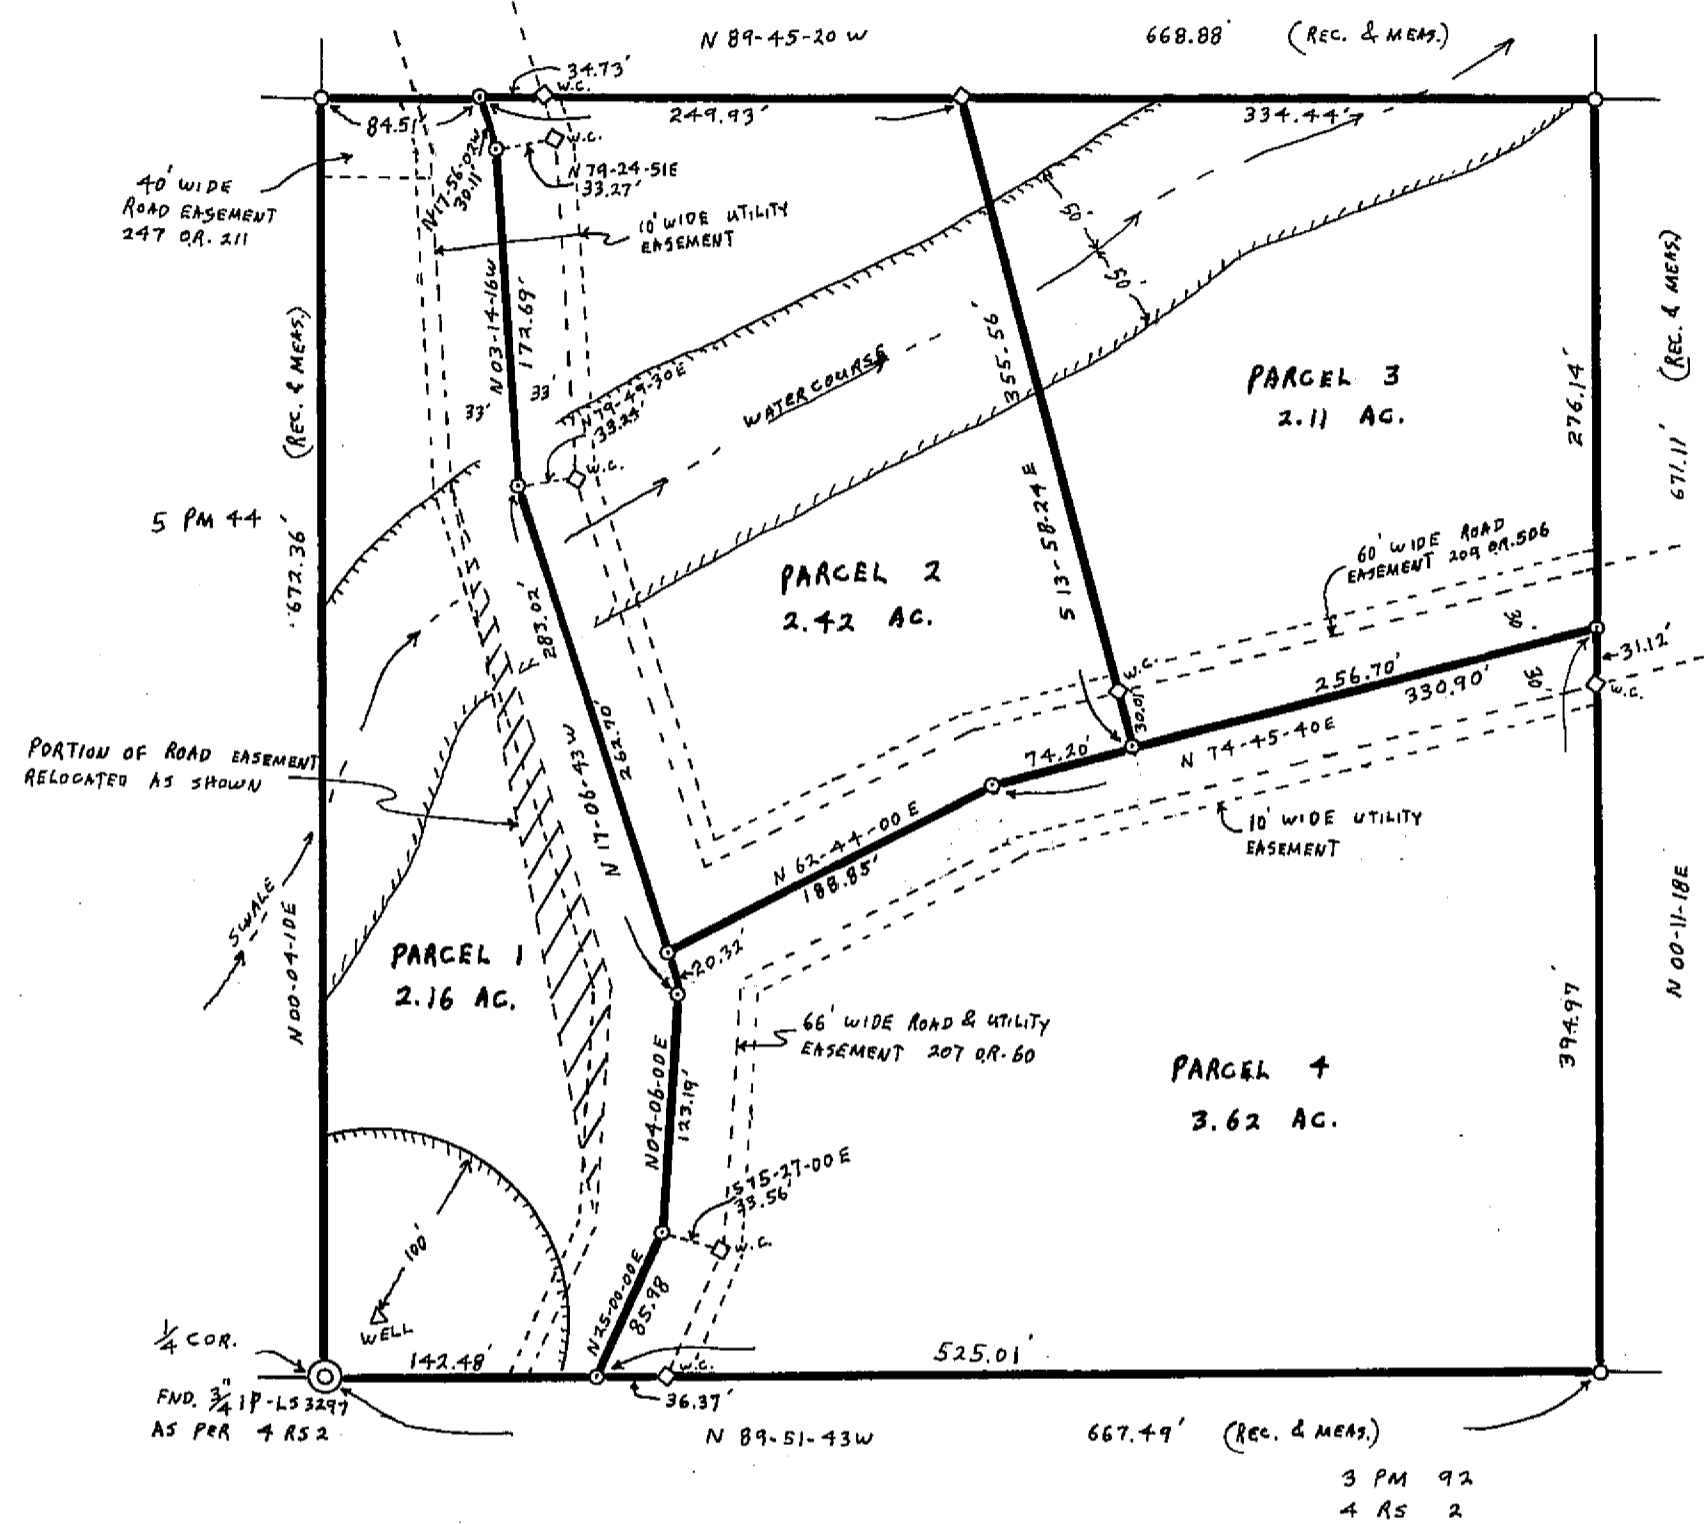 N 89-45-20 W 668.88' (REC. & MEAS.)
34.73'
W.C.
84.51'
249.93'
334.44'
W.C.
N 79-24-51E
33.27'
N 17-56-02W
30.11'
40' WIDE
ROAD EASEMENT
247 O.R. 211
10' WIDE UTILITY
EASEMENT
50'
50'
(REC. & MEAS.)
N 03-14-16W
172.69'
33'
33'
N 79-49-30E
33.24'
W.C.
WATERCOURSE
355.56'
PARCEL 3
2.11 AC.
276.14'
(REC. & MEAS.)
671.11'
5 PM 44
672.36'
S 13-58-24 E
60' WIDE ROAD
EASEMENT 209 O.R. 506
PARCEL 2
2.42 AC.
283.02'
30'
31.12'
W.C.
W.C.
256.70'
330.90'
30'
30.01'
74.20'
N 74-45-40E
262.70'
N 17-06-43W
PORTION OF ROAD EASEMENT
RELOCATED AS SHOWN
10' WIDE UTILITY
EASEMENT
N 62-44-00 E
188.85'
SWALE
N 00-04-10E
PARCEL 1
2.16 AC.
20.32'
N 00-11-18E
394.97'
66' WIDE ROAD & UTILITY
EASEMENT 207 O.R. 60
PARCEL 4
3.62 AC.
N04-06-00E
123.19'
S75-27-00E
33.56'
W.C.
100'
WELL
N25-00-00E
85.98
1/4 COR.
142.48'
W.C.
525.01'
FND. 3/4" IP-LS 3297
AS PER 4 RS 2
36.37'
N 89-51-43W 667.49' (REC. & MEAS.)
3 PM 92
4 RS 2